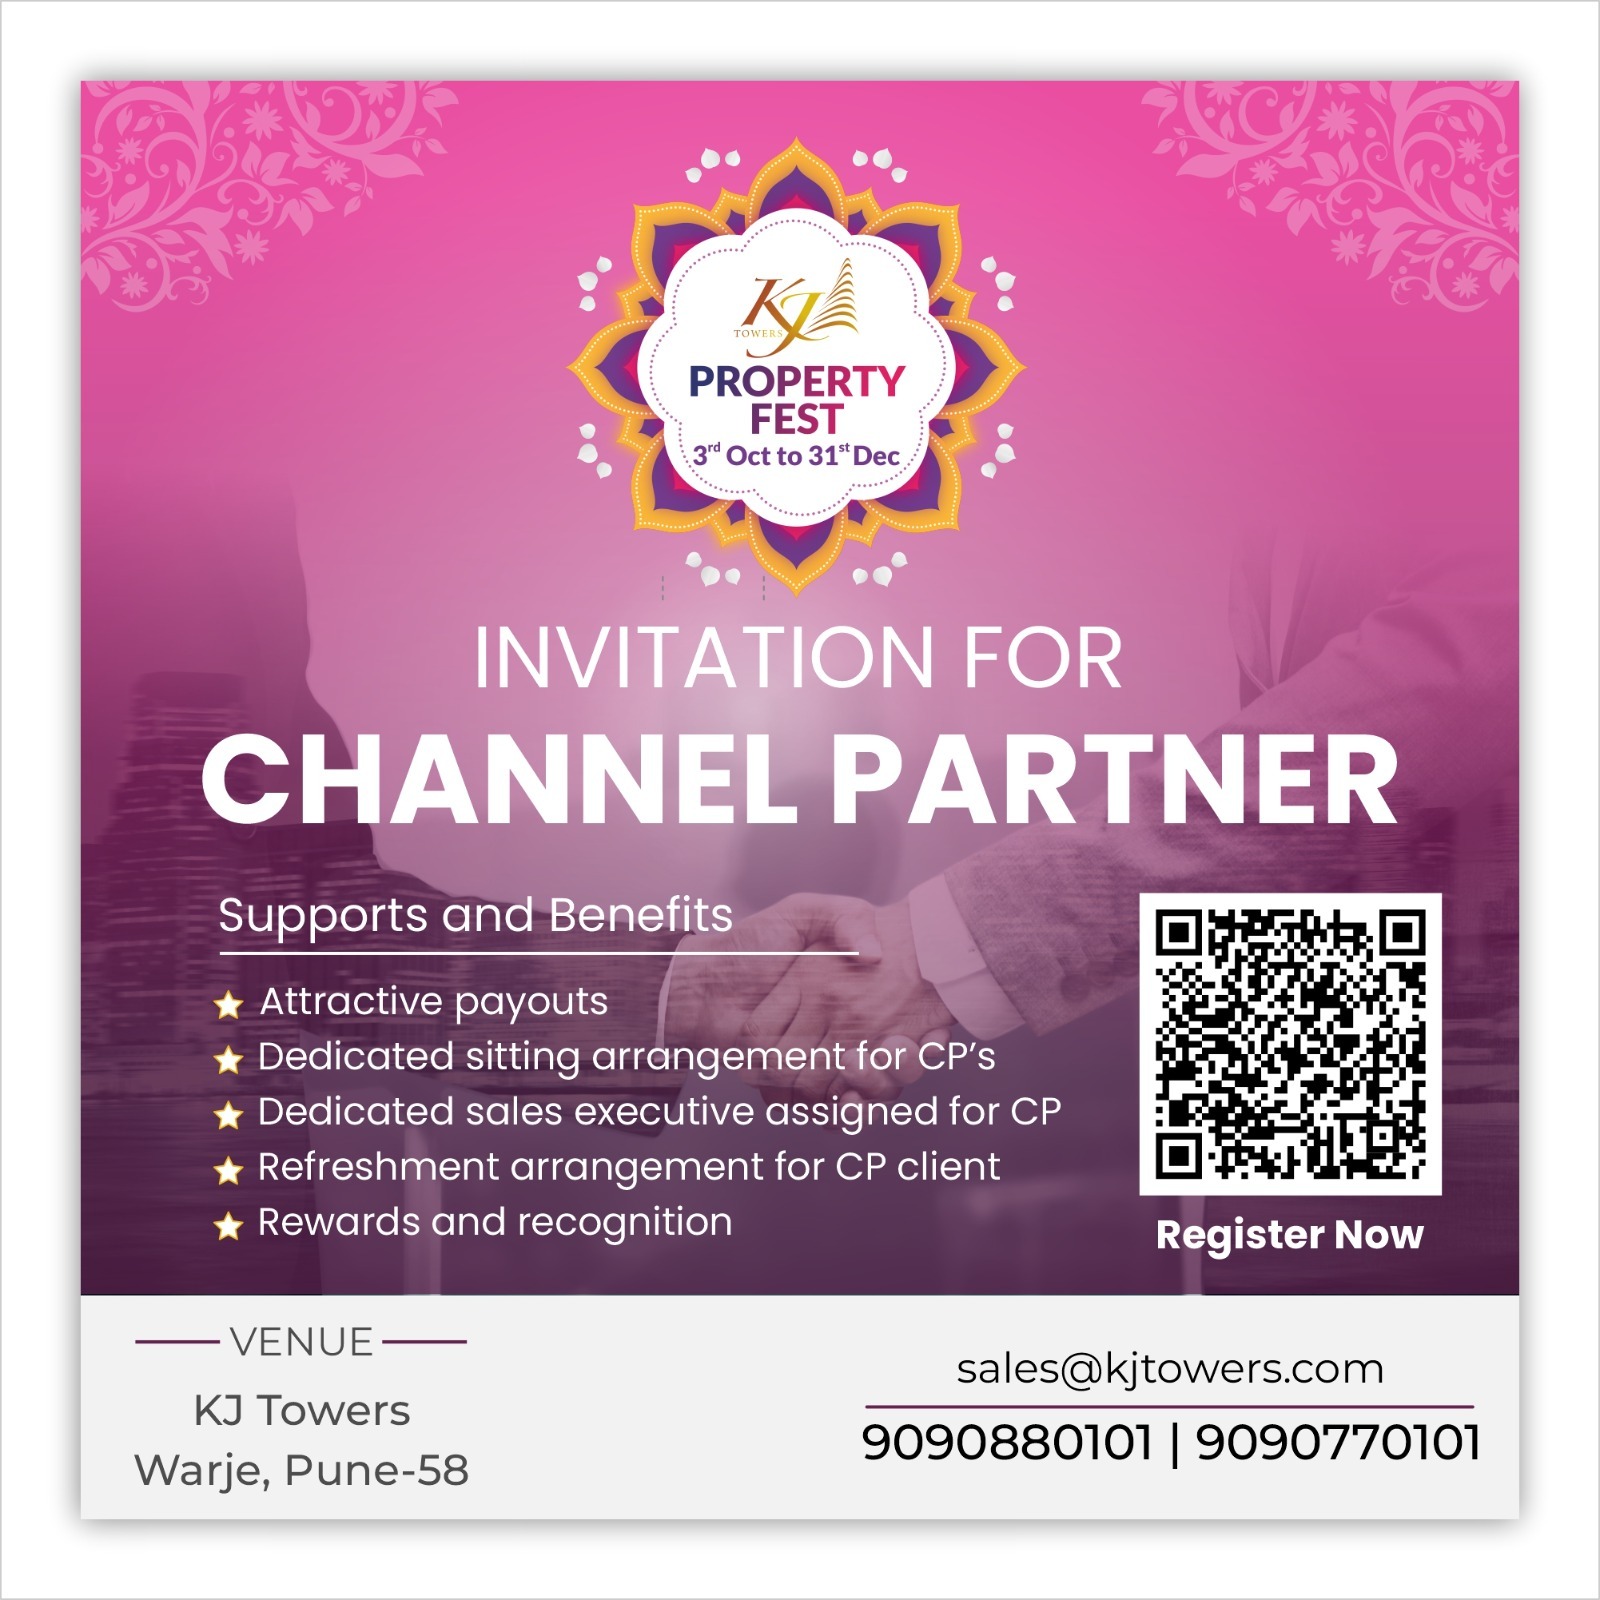 KJ
TOWERS
PROPERTY
FEST
3rd Oct to 31st Dec
INVITATION FOR
CHANNEL PARTNER
Supports and Benefits
Attractive payouts
Dedicated sitting arrangement for CP’s
Dedicated sales executive assigned for CP
Refreshment arrangement for CP client
Rewards and recognition
Register Now
VENUE
KJ Towers
Warje, Pune-58
sales@kjtowers.com
9090880101 | 9090770101